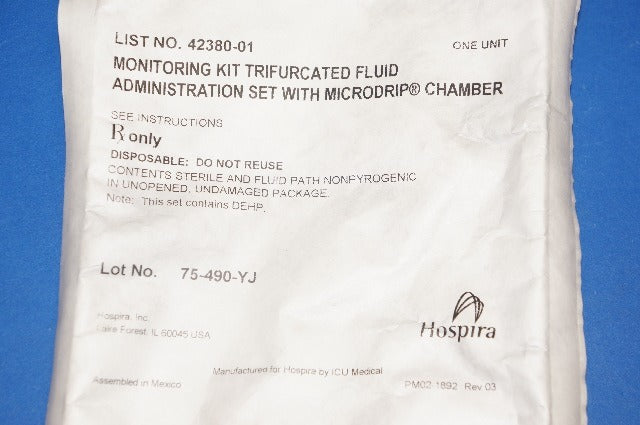 LIST NO. 42380-01 ONE UNIT
MONITORING KIT TRIFURCATED FLUID
ADMINISTRATION SET WITH MICRODRIP® CHAMBER
SEE INSTRUCTIONS
℞ only
DISPOSABLE: DO NOT REUSE
CONTENTS STERILE AND FLUID PATH NONPYROGENIC
IN UNOPENED, UNDAMAGED PACKAGE.
Note: This set contains DEHP.
Lot No. 75-490-YJ
Hospira, Inc.
Lake Forest, IL 60045 USA
Hospira
Manufactured for Hospira by ICU Medical
Assembled in Mexico PM02-1892 Rev.03